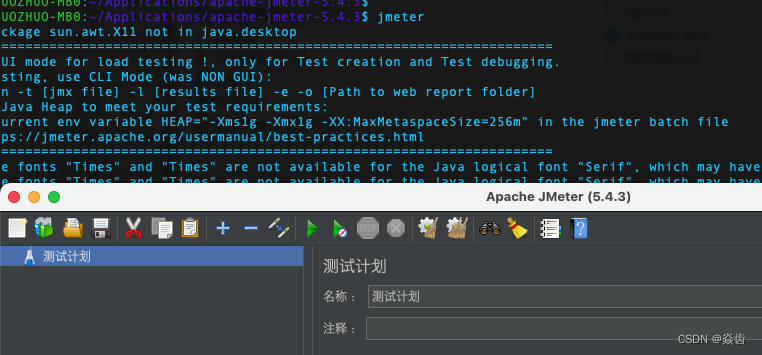 UOZHUO-MB0:~/Applications/apache-jmeter-5.4.3$
UOZHUO-MB0:~/Applications/apache-jmeter-5.4.3$ jmeter
ckage sun.awt.X11 not in java.desktop
================================================================================
UI mode for load testing !, only for Test creation and Test debugging.
sting, use CLI Mode (was NON GUI):
n -t [jmx file] -l [results file] -e -o [Path to web report folder]
Java Heap to meet your test requirements:
urrent env variable HEAP="-Xms1g -Xmx1g -XX:MaxMetaspaceSize=256m" in the jmeter batch file
ps://jmeter.apache.org/usermanual/best-practices.html
================================================================================
e fonts "Times" and "Times" are not available for the Java logical font "Serif", which may have
e fonts "Times" and "Times" are not available for the Java logical font "Serif", which may have
Apache JMeter (5.4.3)
STOP
测试计划
测试计划
名称： 测试计划
注释：
CSDN @焱齿